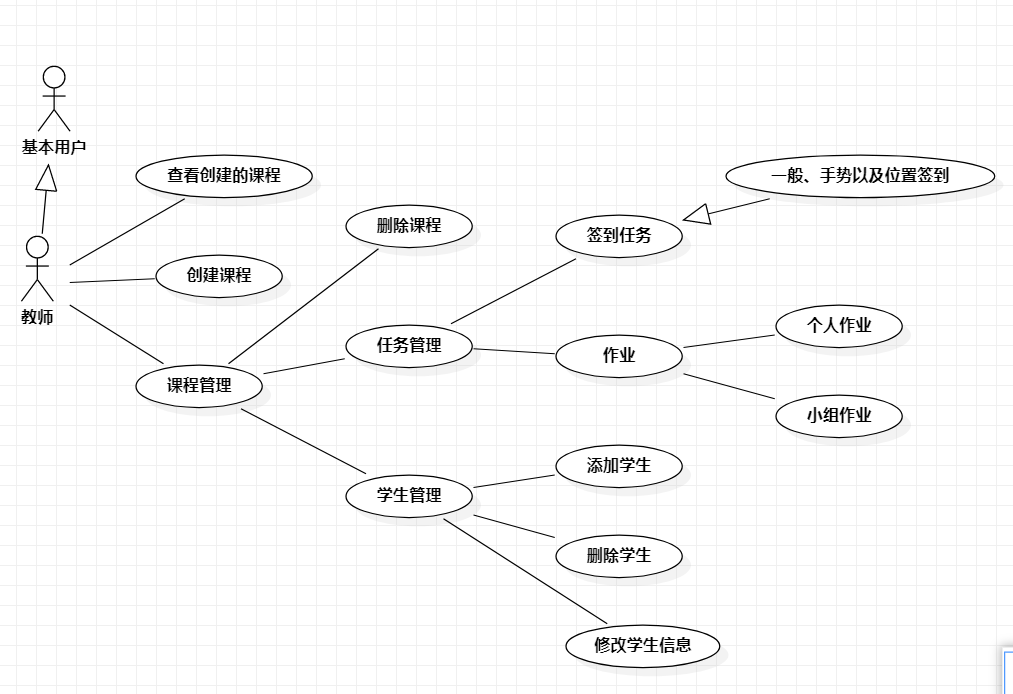 基本用户
查看创建的课程
一般、手势以及位置签到
删除课程
签到任务
创建课程
教师
个人作业
任务管理
作业
课程管理
小组作业
添加学生
学生管理
删除学生
修改学生信息